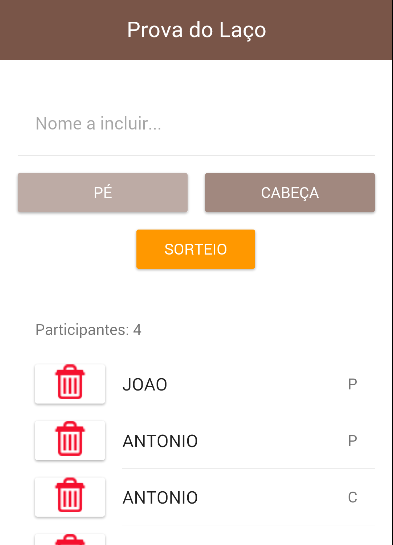 Prova do Laço
Nome a incluir...
PÉ CABEÇA
SORTEIO
Participantes: 4
JOAO P
ANTONIO P
ANTONIO C